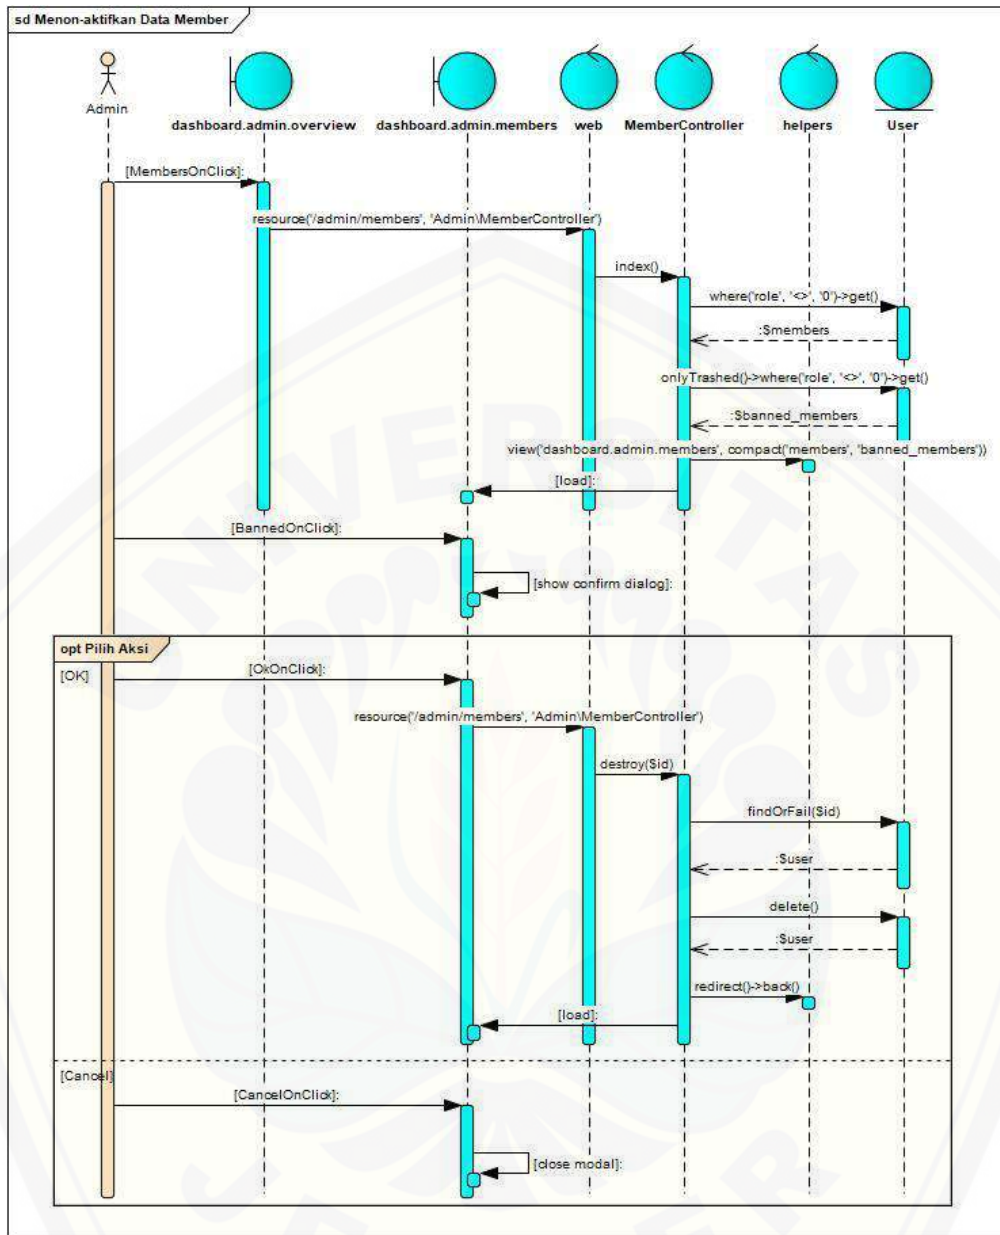 sd Menon-aktifkan Data Member
Admin
dashboard.admin.overview
dashboard.admin.members
web
MemberController
helpers
User
[MembersOnClick]:
resource('/admin/members', 'Admin\MemberController')
index()
where('role', '<>', '0')->get()
:$members
onlyTrashed()->where('role', '<>', '0')->get()
:$banned_members
view('dashboard.admin.members', compact('members', 'banned_members'))
[load]:
[BannedOnClick]:
[show confirm dialog]:
opt Pilih Aksi
[OK]
[OkOnClick]:
resource('/admin/members', 'Admin\MemberController')
destroy($id)
findOrFail($id)
:$user
delete()
:$user
redirect()->back()
[load]:
[Cancel]
[CancelOnClick]:
[close modal]:
UNIVERSITAS